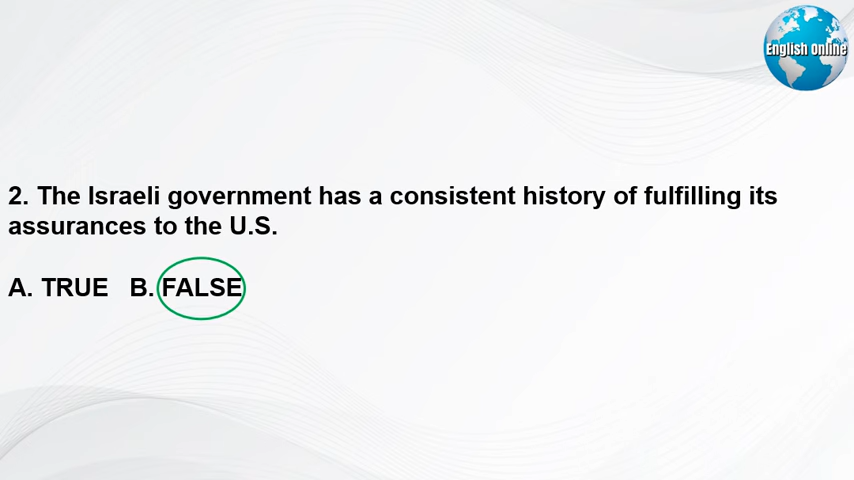 English Online
2. The Israeli government has a consistent history of fulfilling its
assurances to the U.S.
A. TRUE B. FALSE